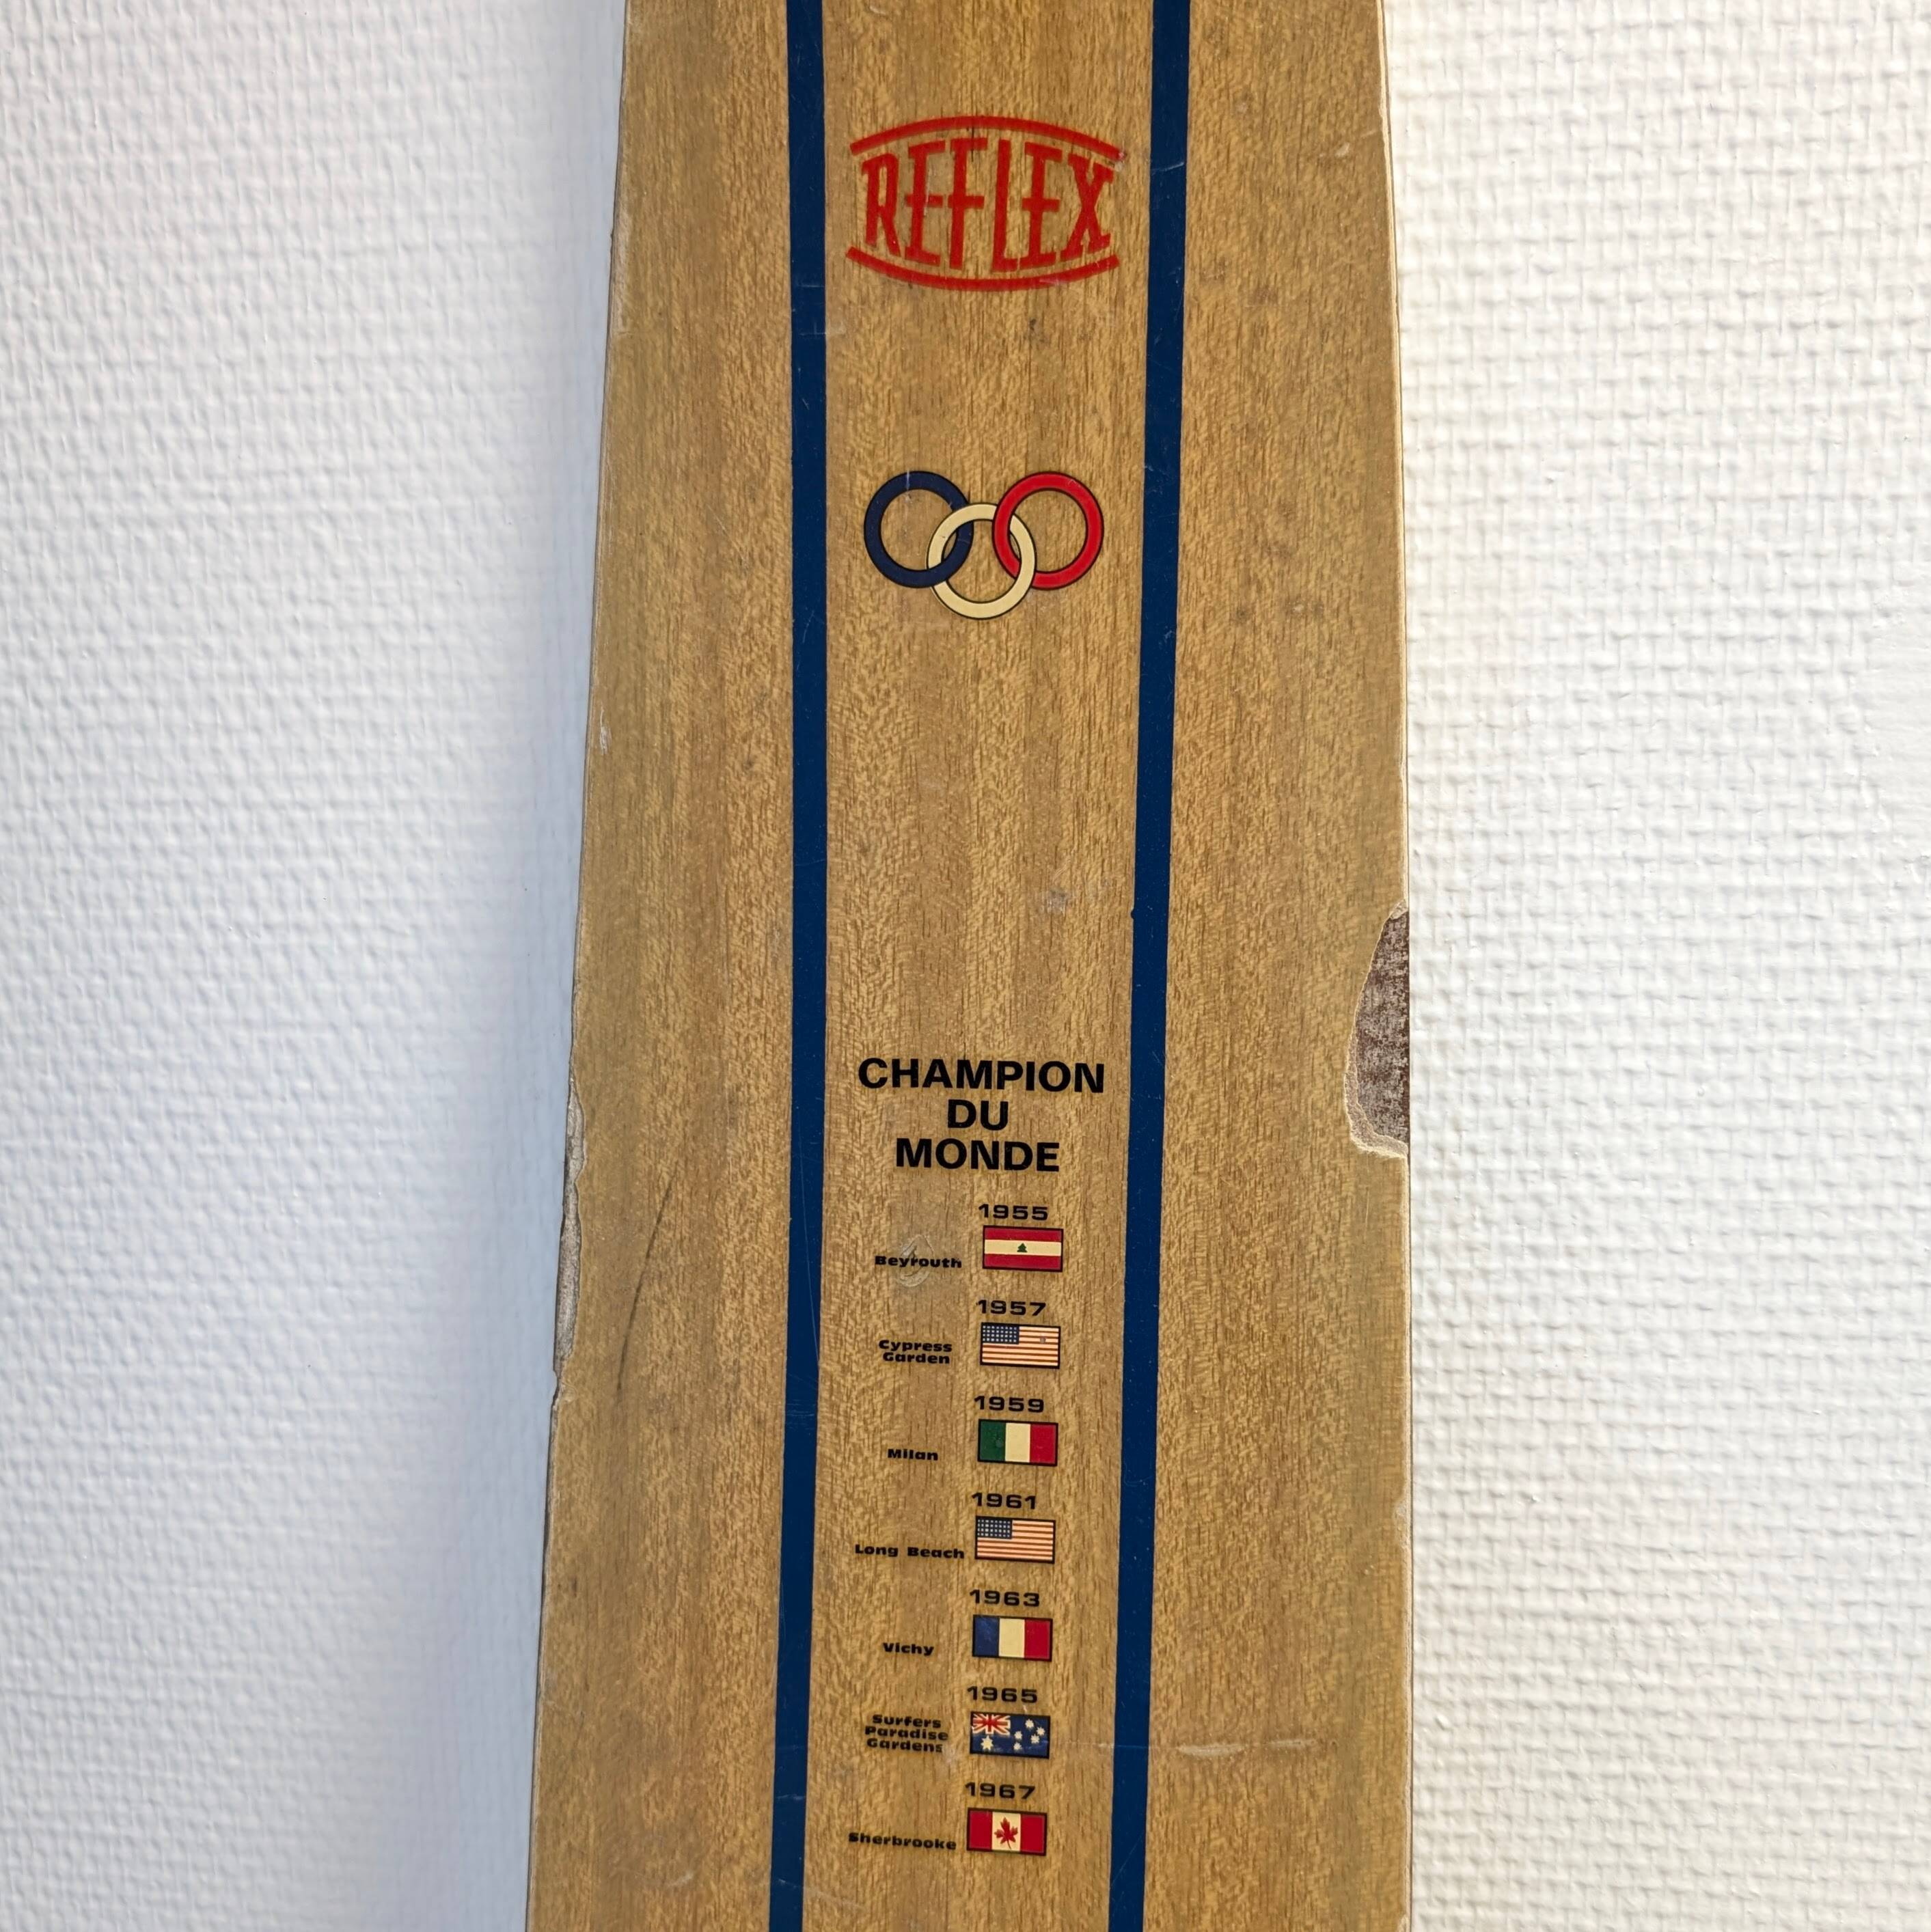 REFLEX
CHAMPION
DU
MONDE
1955
Beyrouth
1957
Cypress
Garden
1959
Milan
1961
Long Beach
1963
Vichy
1965
Surfers
Paradise
Gardens
1967
Sherbrooke